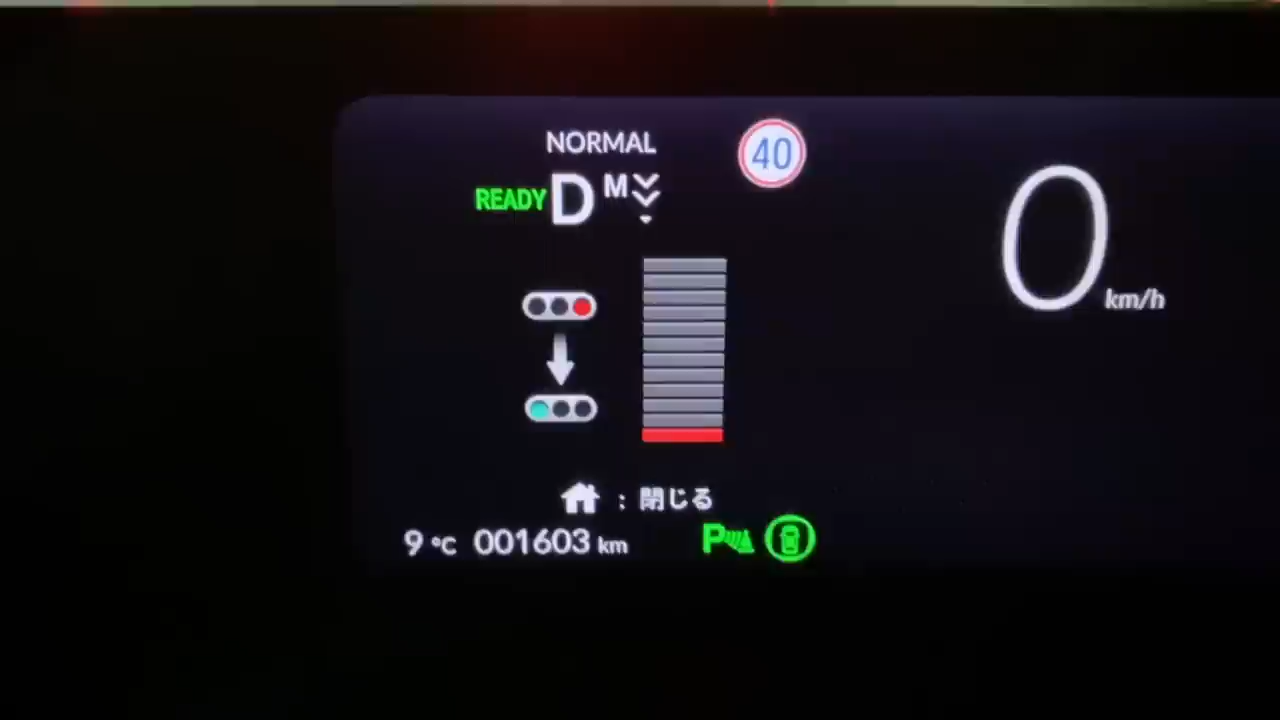 NORMAL
40
READY D M
0 km/h
: 閉じる
9 °C 001603 km
P